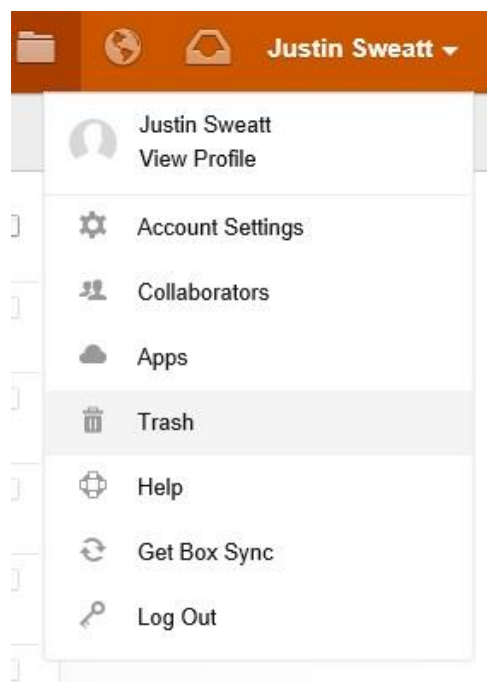 Justin Sweatt
Justin Sweatt
View Profile
Account Settings
Collaborators
Apps
Trash
Help
Get Box Sync
Log Out